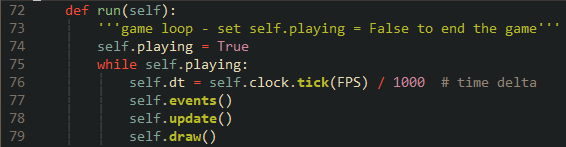 72 def run(self):
73 '''game loop - set self.playing = False to end the game'''
74 self.playing = True
75 while self.playing:
76 self.dt = self.clock.tick(FPS) / 1000  # time delta
77 self.events()
78 self.update()
79 self.draw()